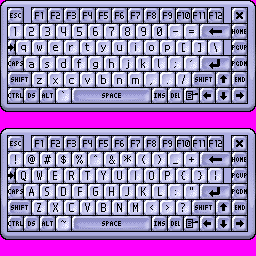 ESC F1 F2 F3 F4 F5 F6 F7 F8 F9 F10 F11 F12
1 2 3 4 5 6 7 8 9 0 - = HOME
q w e r t y u i o p [ ] \ PGUP
CAPS a s d f g h j k l ; ' PGDN
SHIFT z x c v b n m , . / SHIFT END
CTRL DS ALT ` SPACE INS DEL
ESC F1 F2 F3 F4 F5 F6 F7 F8 F9 F10 F11 F12
! @ # $ % ^ & * ( ) _ + HOME
Q W E R T Y U I O P { } | PGUP
CAPS A S D F G H J K L : " PGDN
SHIFT Z X C V B N M < > ? SHIFT END
CTRL DS ALT ~ SPACE INS DEL